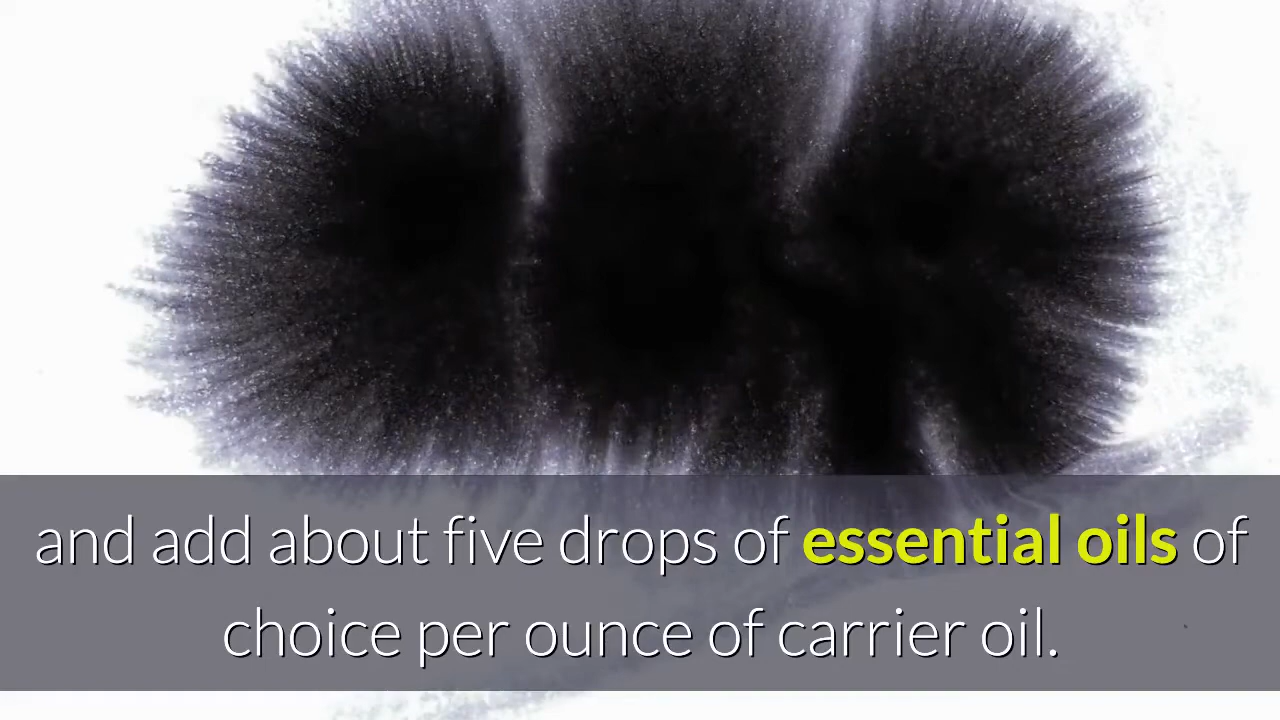 and add about five drops of essential oils of
choice per ounce of carrier oil.